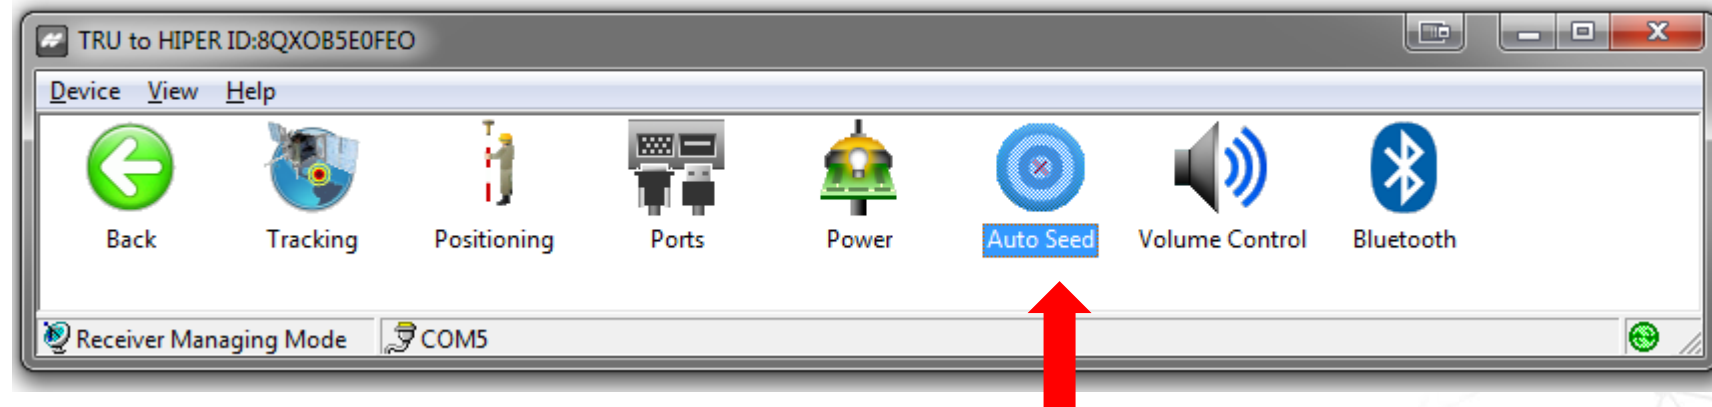 TRU to HIPER ID:8QXOB5E0FEO
Device View Help
Back Tracking Positioning Ports Power Auto Seed Volume Control Bluetooth
Receiver Managing Mode COM5